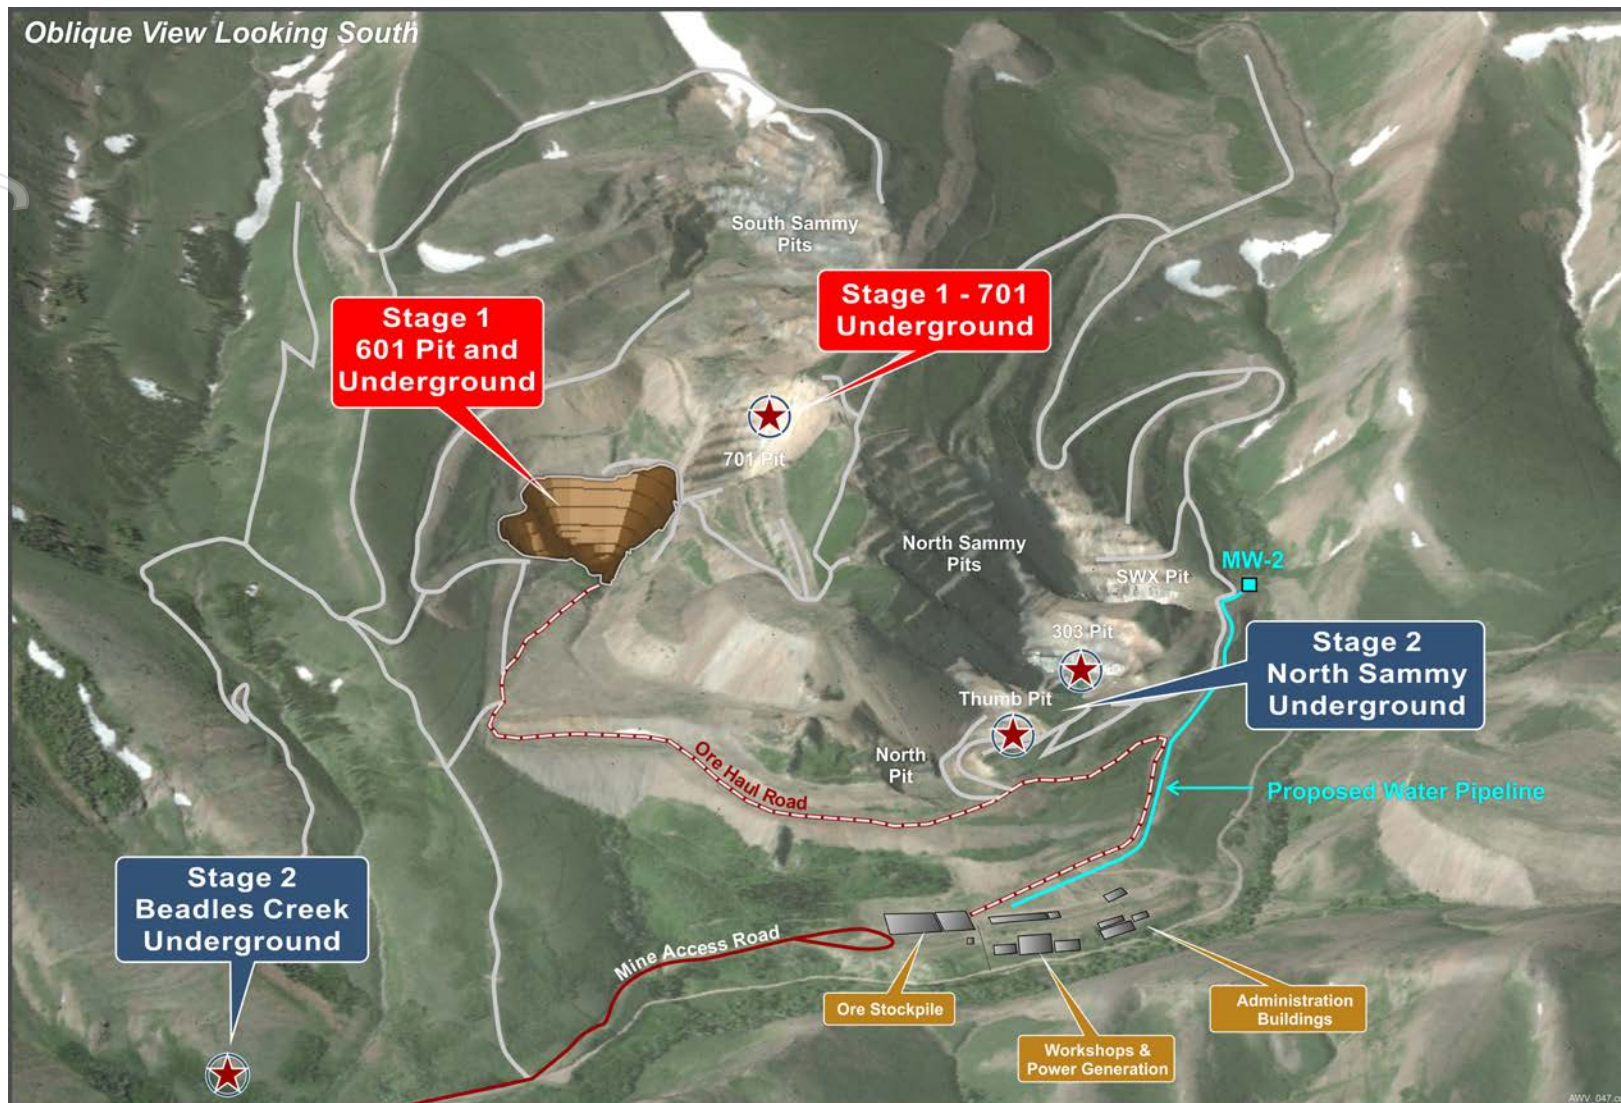 Oblique View Looking South
South Sammy
Pits
Stage 1 - 701
Underground
Stage 1
601 Pit and
Underground
701 Pit
North Sammy
Pits
SWX Pit
MW-2
303 Pit
Stage 2
North Sammy
Underground
Thumb Pit
North
Pit
Ore Haul Road
Proposed Water Pipeline
Stage 2
Beadles Creek
Underground
Mine Access Road
Ore Stockpile
Administration
Buildings
Workshops &
Power Generation